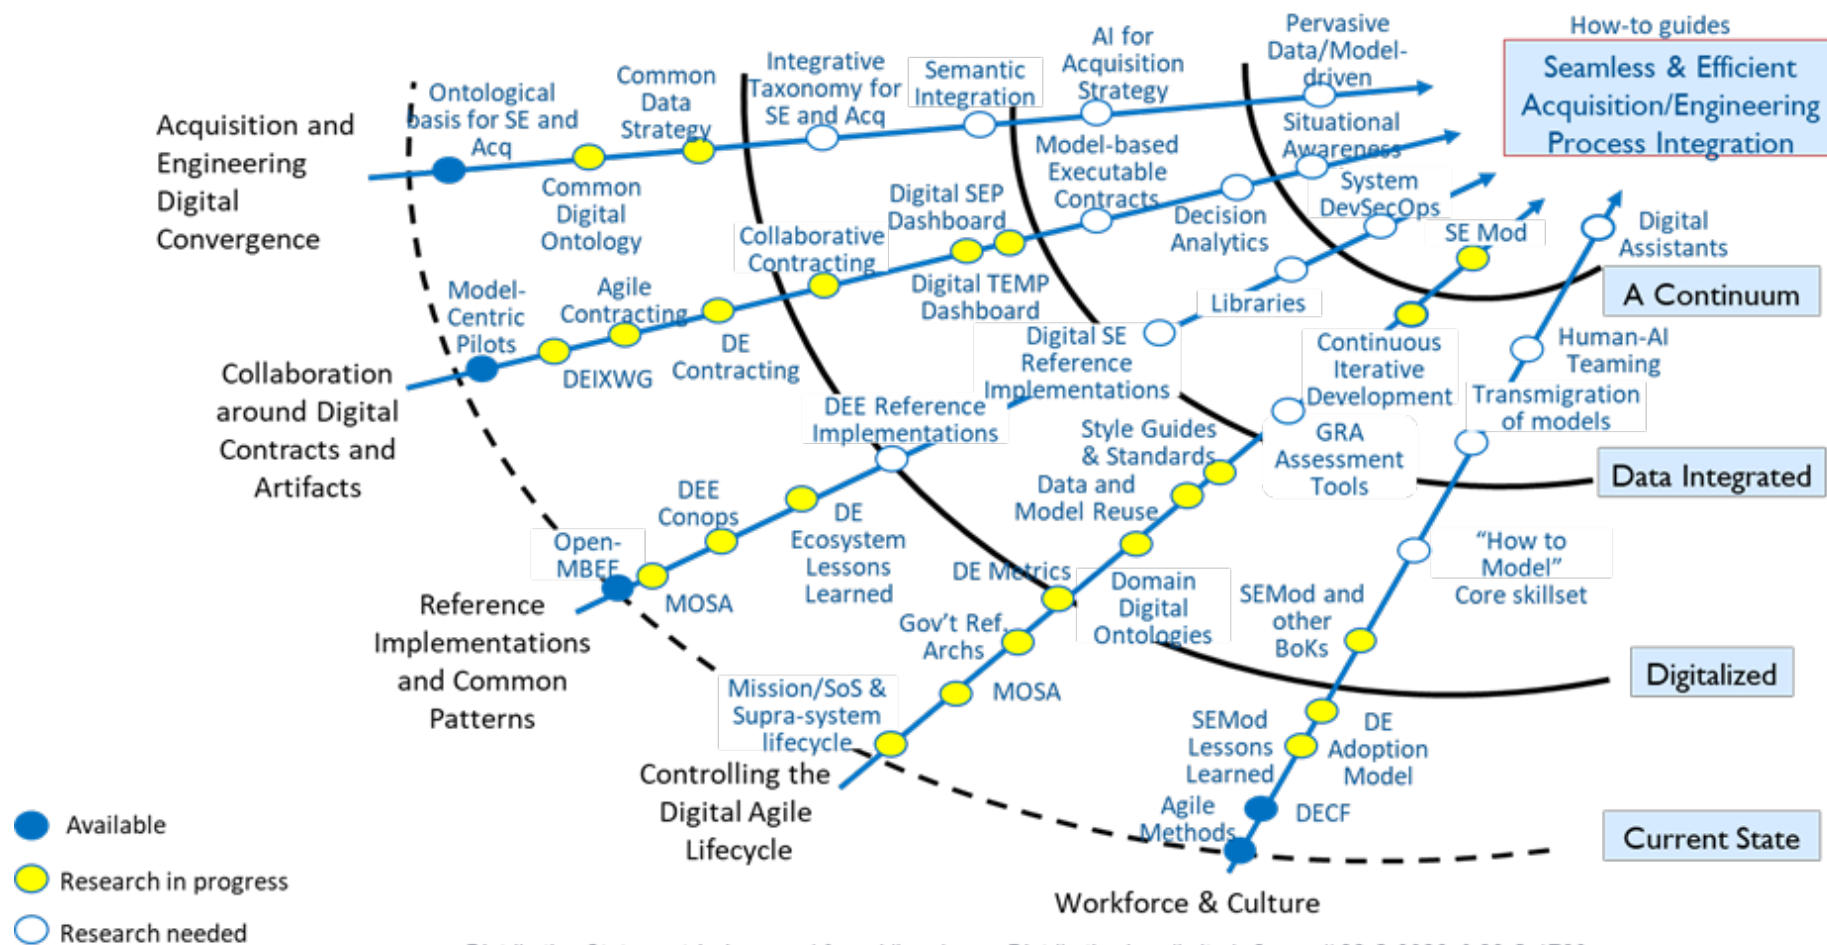 How-to guides
Seamless & Efficient
Acquisition/Engineering
Process Integration
Acquisition and
Engineering
Digital
Convergence
Ontological
basis for SE and
Acq
Common
Digital
Ontology
Common
Data
Strategy
Integrative
Taxonomy for
SE and Acq
Semantic
Integration
AI for
Acquisition
Strategy
Pervasive
Data/Model-
driven
Collaboration
around Digital
Contracts and
Artifacts
Model-
Centric
Pilots
DEIXWG
Agile
Contracting
DE
Contracting
Collaborative
Contracting
Digital SEP
Dashboard
Digital TEMP
Dashboard
Model-based
Executable
Contracts
Decision
Analytics
Situational
Awareness
Reference
Implementations
and Common
Patterns
Open-
MBEE
MOSA
DEE
Conops
DE
Ecosystem
Lessons
Learned
DEE Reference
Implementations
Digital SE
Reference
Implementations
Libraries
System
DevSecOps
Controlling the
Digital Agile
Lifecycle
Mission/SoS &
Supra-system
lifecycle
MOSA
Gov't Ref.
Archs
DE Metrics
Domain
Digital
Ontologies
Data and
Model Reuse
Style Guides
& Standards
GRA
Assessment
Tools
Continuous
Iterative
Development
SE Mod
Workforce & Culture
Agile
Methods
DECF
SEMod
Lessons
Learned
DE
Adoption
Model
SEMod and
other
BoKs
"How to
Model"
Core skillset
Transmigration
of models
Human-AI
Teaming
Digital
Assistants
A Continuum
Data Integrated
Digitalized
Current State
Available
Research in progress
Research needed